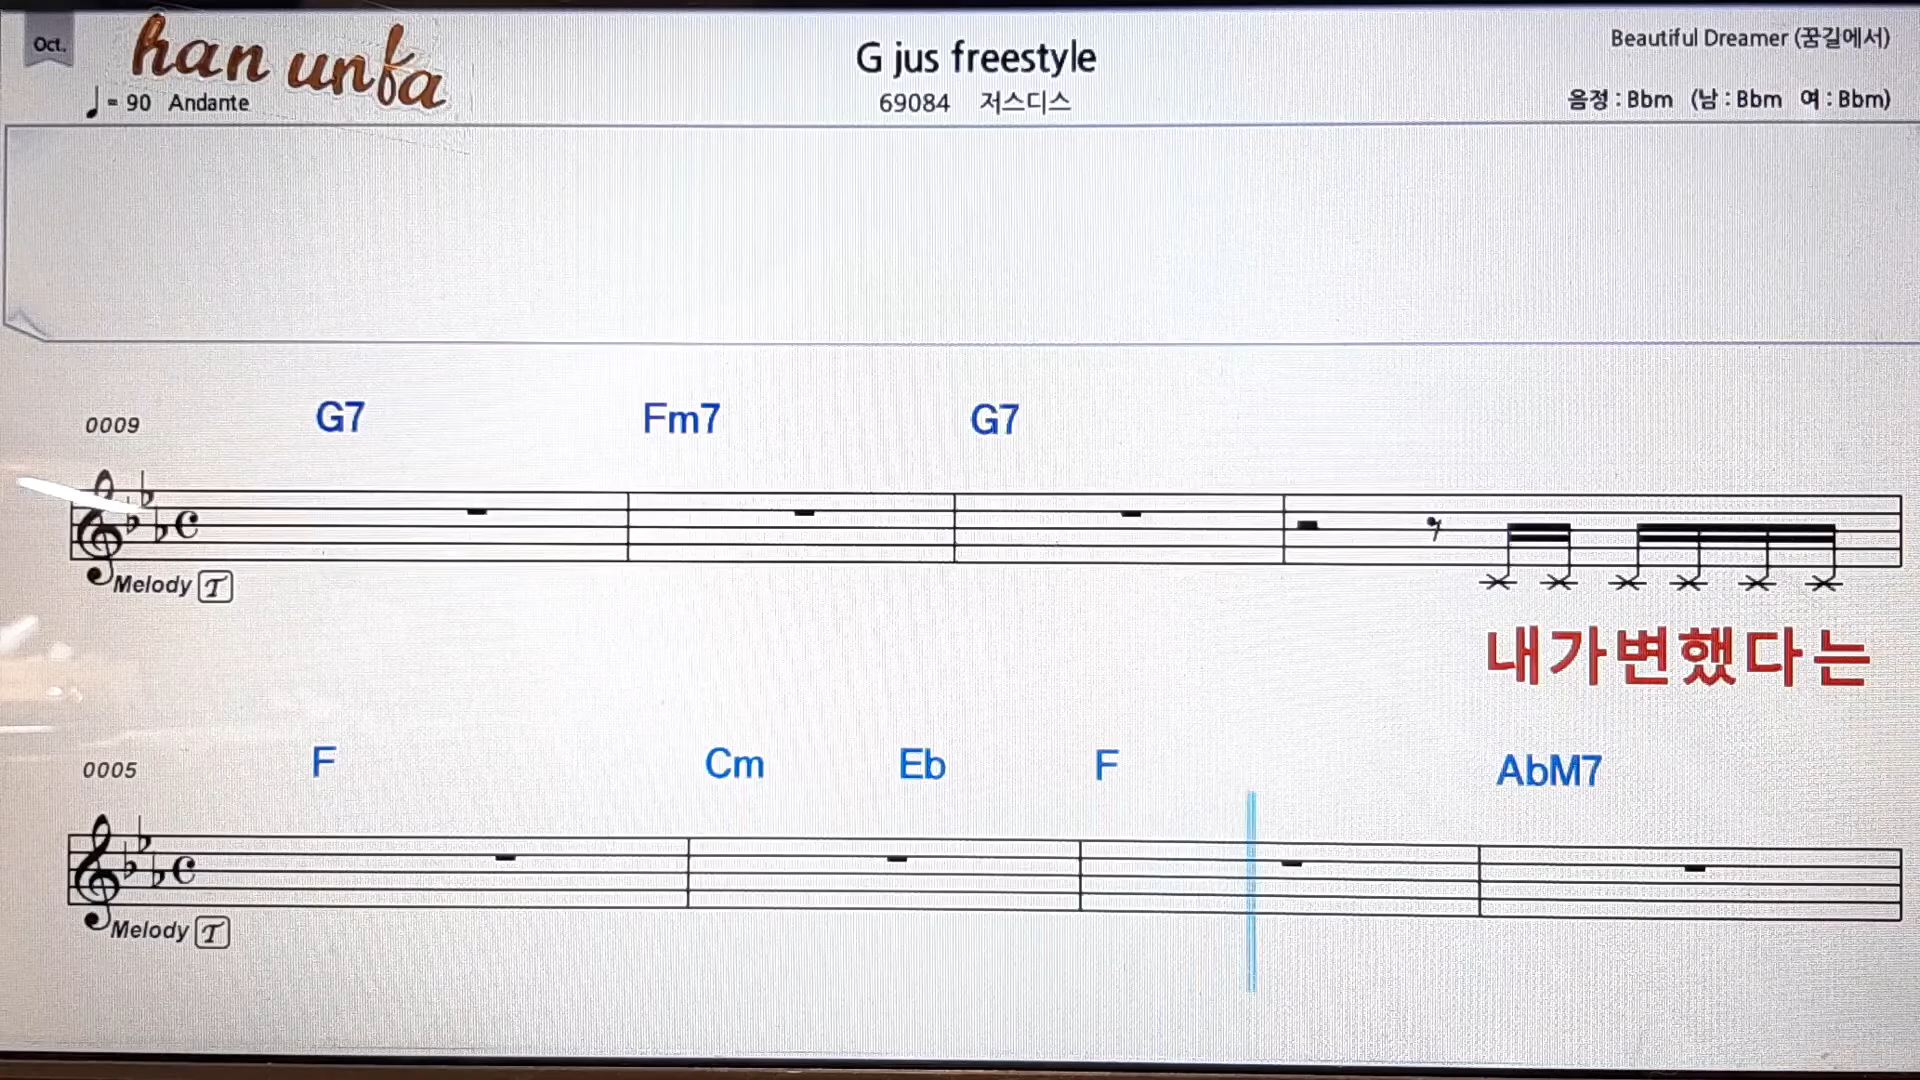 Oct.
han unba
G jus freestyle
Beautiful Dreamer (꿈길에서)
♩ = 90 Andante
69084 저스디스
음정 : Bbm (남 : Bbm 여 : Bbm)
0009 G7 Fm7 G7
Melody T
내가변했다는
0005 F Cm Eb F AbM7
Melody T